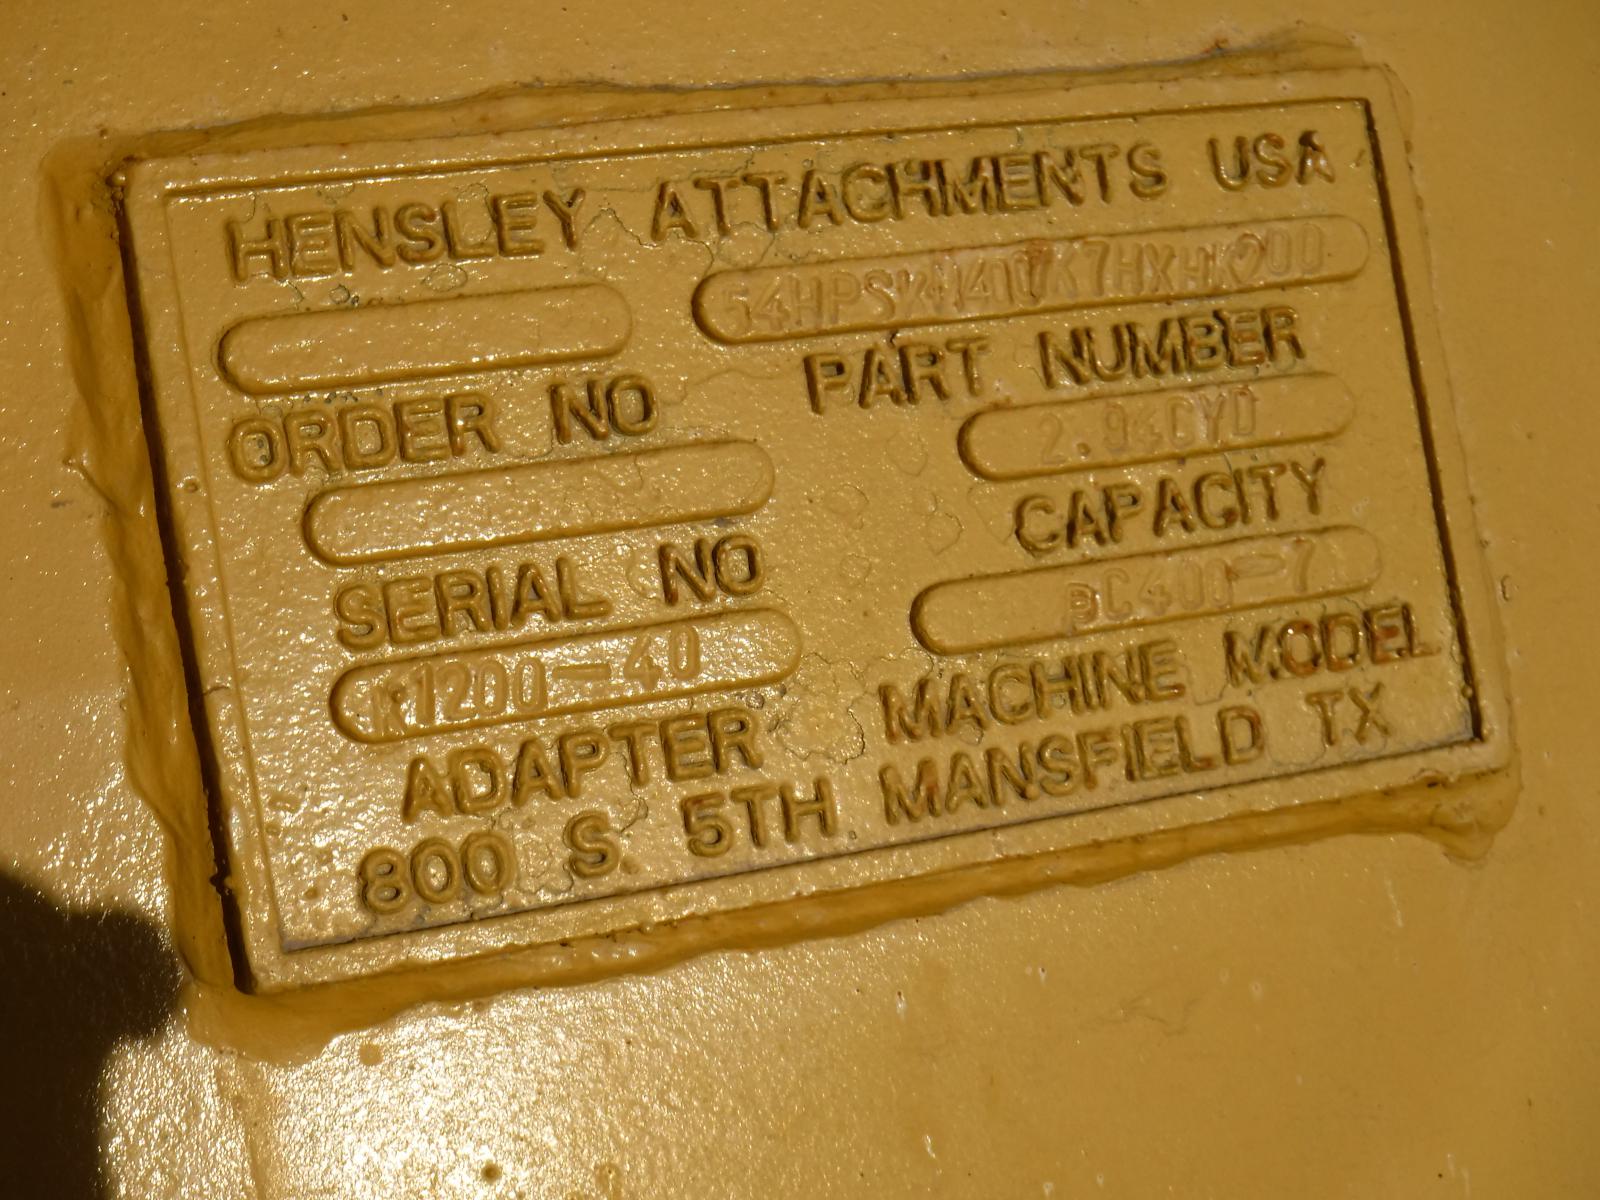 HENSLEY ATTACHMENTS USA
ORDER NO
PART NUMBER
2.94CYD
CAPACITY
SERIAL NO
PC400-7
MACHINE MODEL
K1200-40
ADAPTER
800 S. 5TH MANSFIELD TX